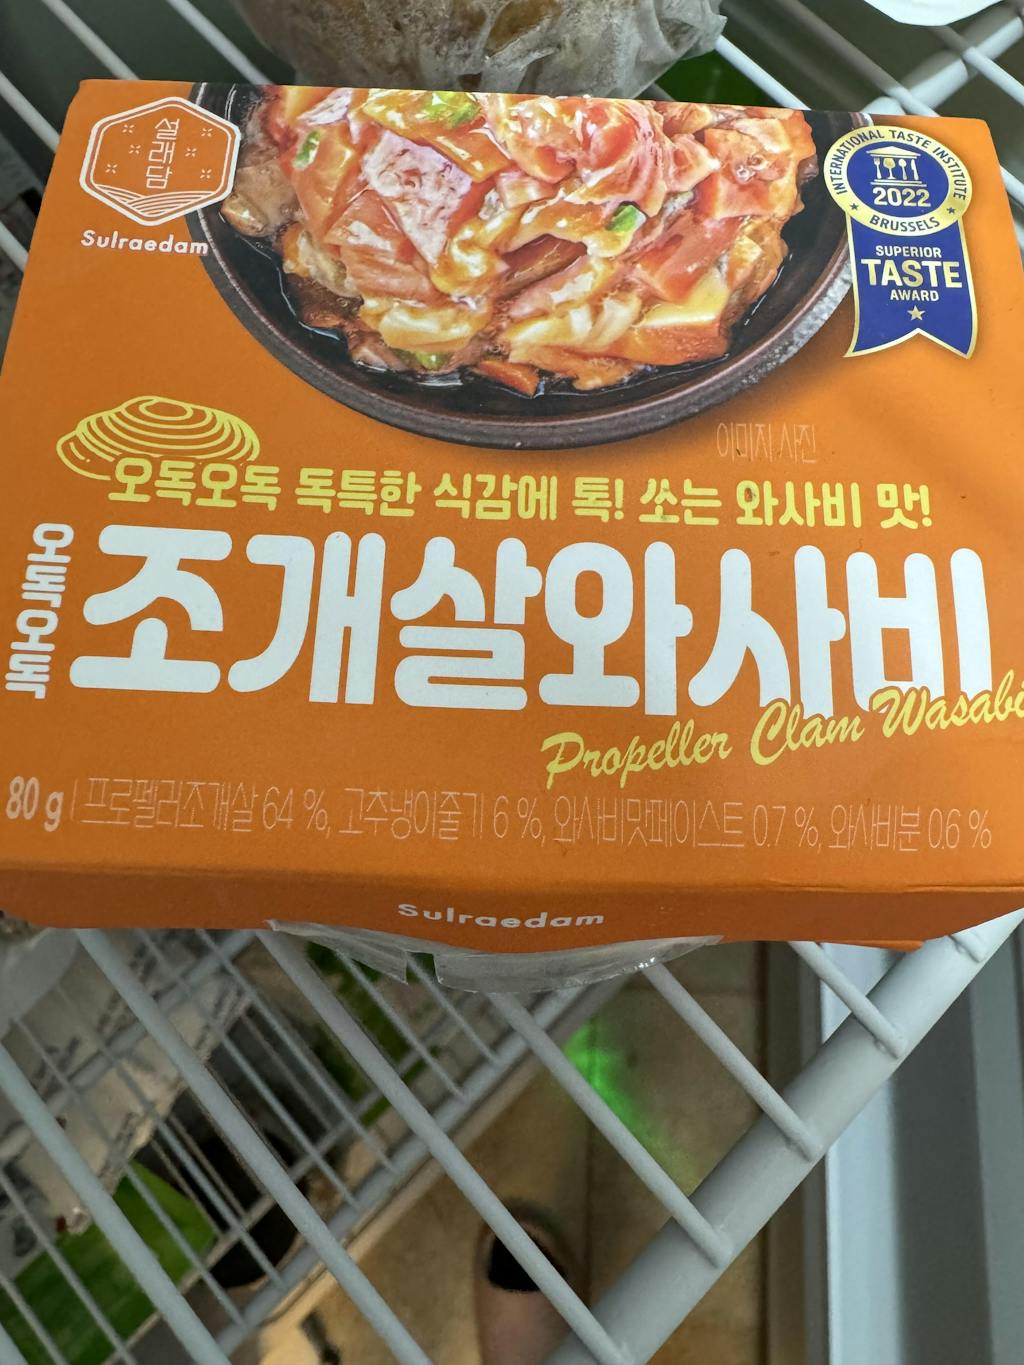 설래담
Sulraedam
INTERNATIONAL TASTE INSTITUTE
2022
BRUSSELS
SUPERIOR
TASTE
AWARD
이미지 사진
오독오독 독특한 식감에 톡! 쏘는 와사비 맛!
어부어부
조개살와사비
Propeller Clam Wasabi
80 g | 프로펠러조개살 64 %, 고추냉이줄기 6 %, 와사비맛페이스트 0.7 %, 와사비분 0.6 %
Sulraedam